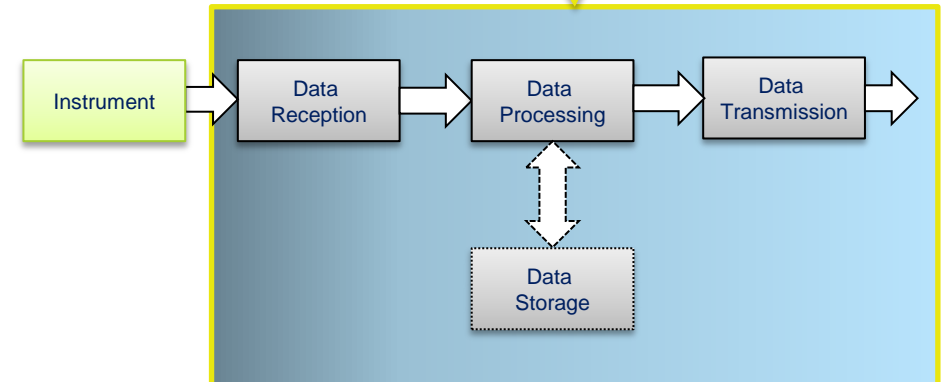 Instrument
Data
Reception
Data
Processing
Data
Transmission
Data
Storage